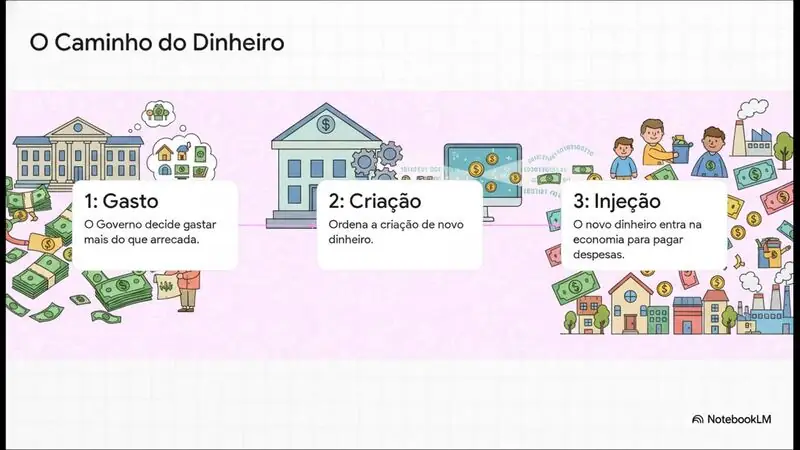 O Caminho do Dinheiro
1: Gasto
O Governo decide gastar
mais do que arrecada.
2: Criação
Ordena a criação de novo
dinheiro.
3: Injeção
O novo dinheiro entra na
economia para pagar
despesas.
NotebookLM